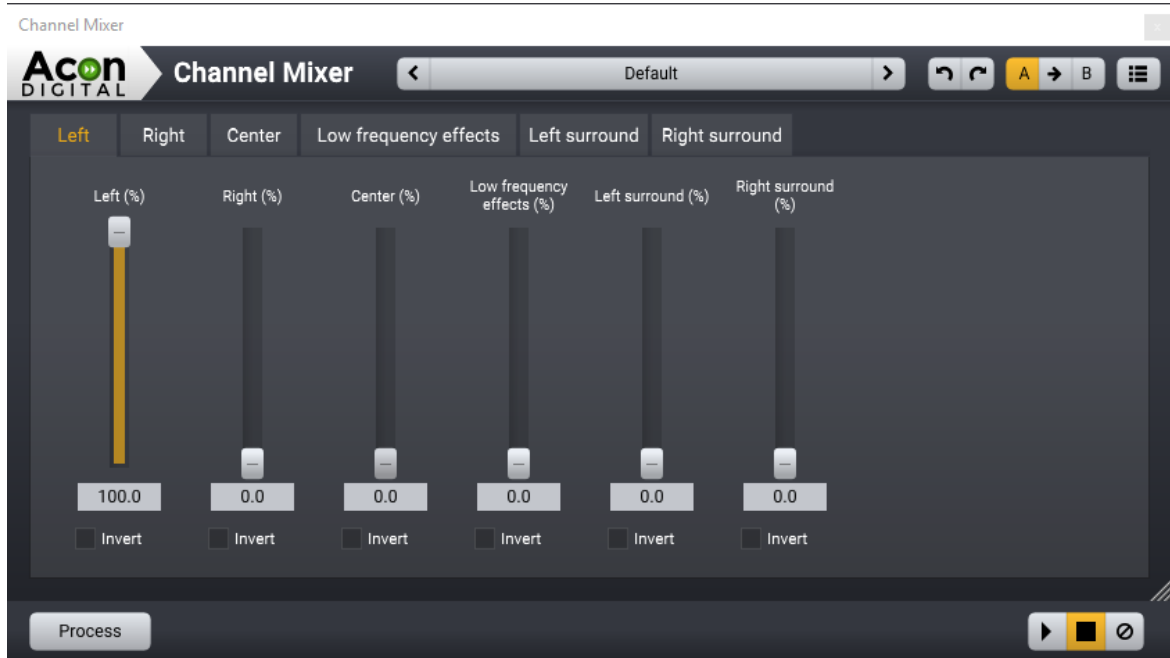 Channel Mixer
x
Acon
DIGITAL
Channel Mixer
Default
A
B
Left
Right
Center
Low frequency effects
Left surround
Right surround
Left (%)
Right (%)
Center (%)
Low frequency
effects (%)
Left surround (%)
Right surround
(%)
100.0
0.0
0.0
0.0
0.0
0.0
Invert
Invert
Invert
Invert
Invert
Invert
Process